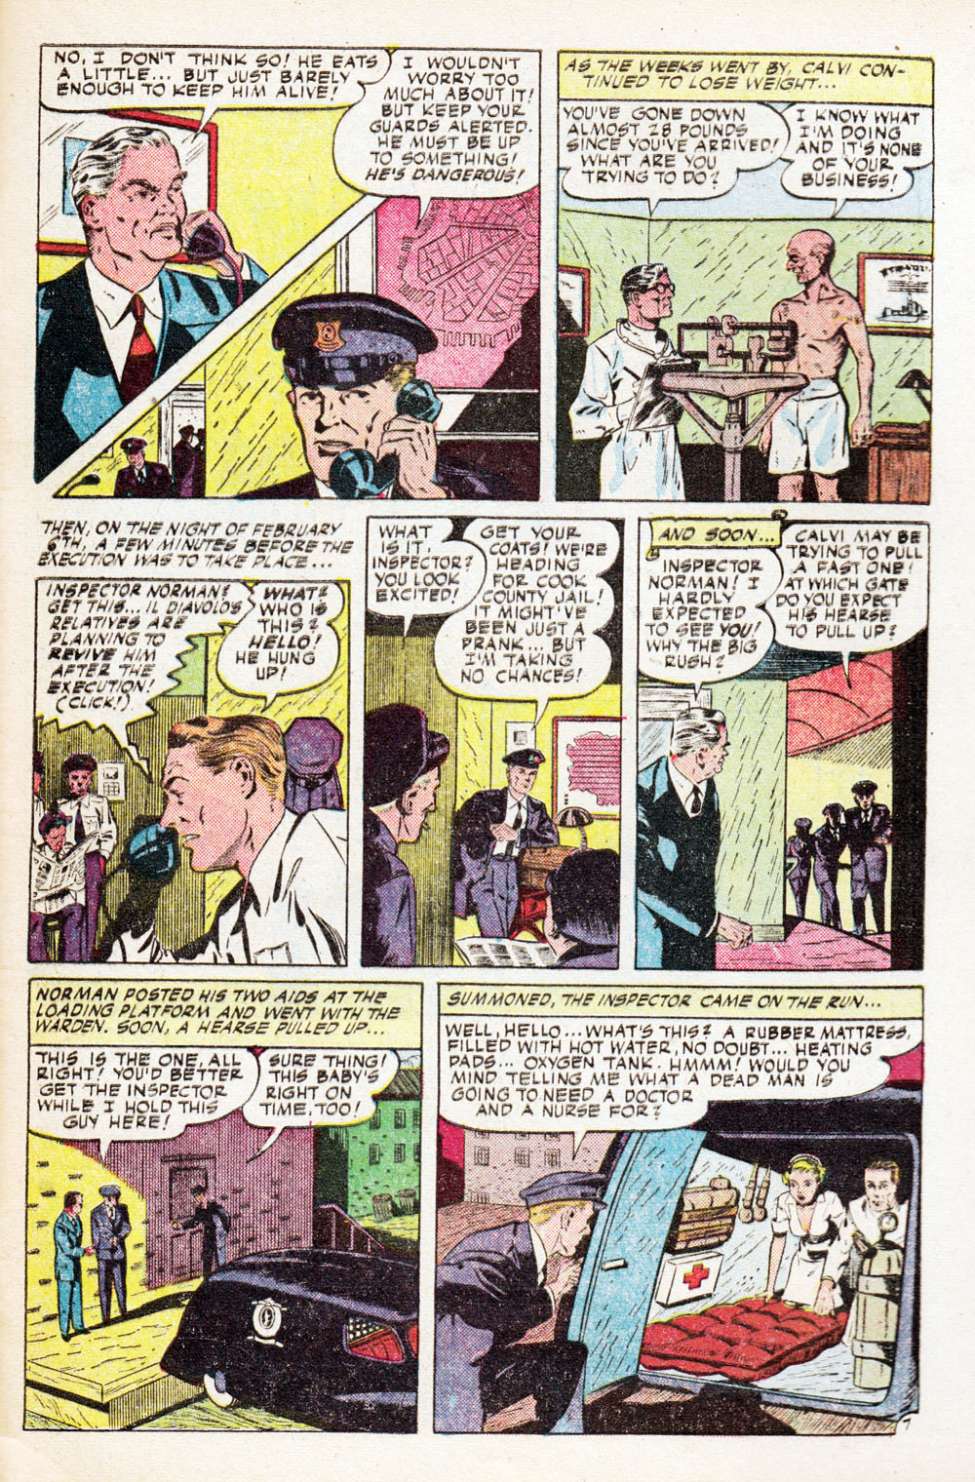 NO, I DON'T THINK SO! HE EATS
A LITTLE... BUT JUST BARELY
ENOUGH TO KEEP HIM ALIVE!
I WOULDN'T
WORRY TOO
MUCH ABOUT IT!
BUT KEEP YOUR
GUARDS ALERTED.
HE MUST BE UP
TO SOMETHING!
HE'S DANGEROUS!
AS THE WEEKS WENT BY, CALVI CON-
TINUED TO LOSE WEIGHT...
YOU'VE GONE DOWN
ALMOST 28 POUNDS
SINCE YOU'VE ARRIVED!
WHAT ARE YOU
TRYING TO DO?
I KNOW WHAT
I'M DOING
AND IT'S NONE
OF YOUR
BUSINESS!
THEN, ON THE NIGHT OF FEBRUARY
6TH, A FEW MINUTES BEFORE THE
EXECUTION WAS TO TAKE PLACE...
INSPECTOR NORMAN?
GET THIS... IL DIAVOLOS
RELATIVES ARE
PLANNING TO
REVIVE HIM
AFTER THE
EXECUTION!
(CLICK!)
WHAT?
WHO IS
THIS?
HELLO!
HE HUNG
UP!
WHAT
IS IT,
INSPECTOR?
YOU LOOK
EXCITED!
GET YOUR
COATS! WE'RE
HEADING
FOR COOK
COUNTY JAIL!
IT MIGHT'VE
BEEN JUST A
PRANK... BUT
I'M TAKING
NO CHANCES!
AND SOON...
INSPECTOR
NORMAN! I
HARDLY
EXPECTED
TO SEE YOU!
WHY THE BIG
RUSH?
CALVI MAY BE
TRYING TO PULL
A FAST ONE!
AT WHICH GATE
DO YOU EXPECT
HIS HEARSE
TO PULL UP?
NORMAN POSTED HIS TWO AIDS AT THE
LOADING PLATFORM AND WENT WITH THE
WARDEN. SOON, A HEARSE PULLED UP...
THIS IS THE ONE, ALL
RIGHT! YOU'D BETTER
GET THE INSPECTOR
WHILE I HOLD THIS
GUY HERE!
SURE THING!
THIS BABY'S
RIGHT ON
TIME, TOO!
SUMMONED, THE INSPECTOR CAME ON THE RUN...
WELL, HELLO... WHAT'S THIS? A RUBBER MATTRESS,
FILLED WITH HOT WATER, NO DOUBT... HEATING
PADS... OXYGEN TANK. HMMM! WOULD YOU
MIND TELLING ME WHAT A DEAD MAN IS
GOING TO NEED A DOCTOR
AND A NURSE FOR?
7